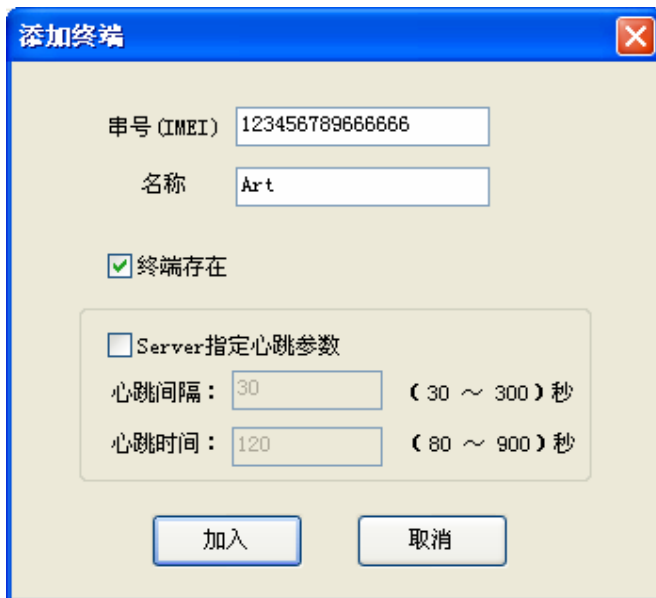 添加终端
串号(IMEI) 123456789666666
名称 Art
终端存在
Server指定心跳参数
心跳间隔： 30 (30 ～ 300)秒
心跳时间： 120 (80 ～ 900)秒
加入 取消